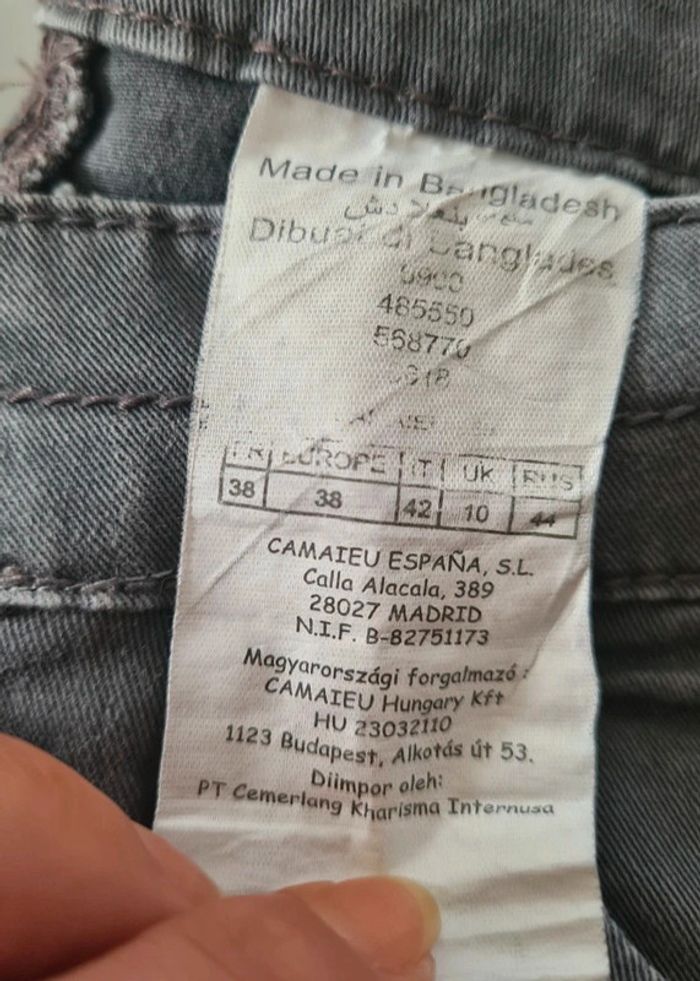 Made in Bangladesh
Dibuat di Banglades
485550
568770
FR EUROPE IT UK RUS
38 38 42 10 44
CAMAIEU ESPAÑA, S.L.
Calla Alacala, 389
28027 MADRID
N.I.F. B-82751173
Magyarországi forgalmazó:
CAMAIEU Hungary Kft
HU 23032110
1123 Budapest, Alkotás út 53.
Diimpor oleh:
PT Cemerlang Kharisma Internusa